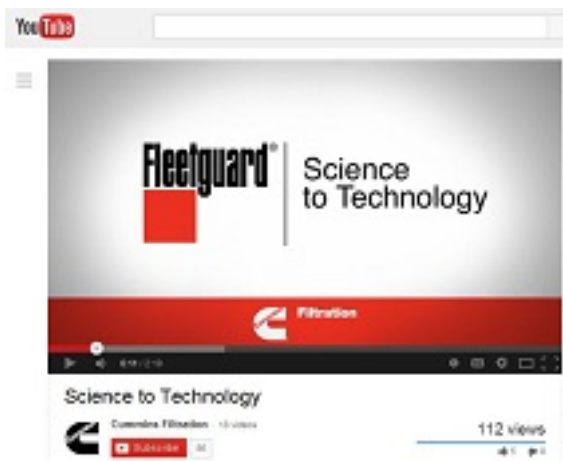 YouTube
Fleetguard®
Science
to Technology
Filtration
Science to Technology
Cummins Filtration
Subscribe
112 views